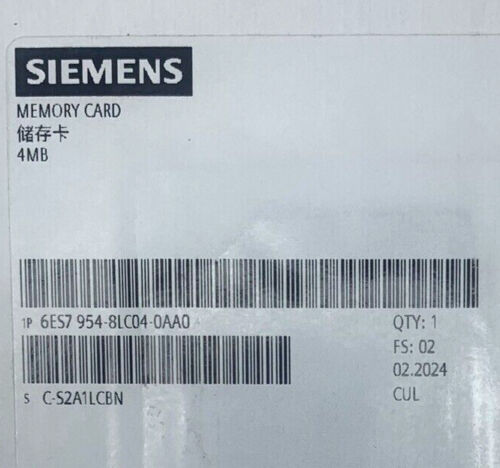 SIEMENS
MEMORY CARD
储存卡
4MB
1P 6ES7 954-8LC04-0AA0
QTY: 1
FS: 02
S C-S2A1LCBN
02.2024
CUL